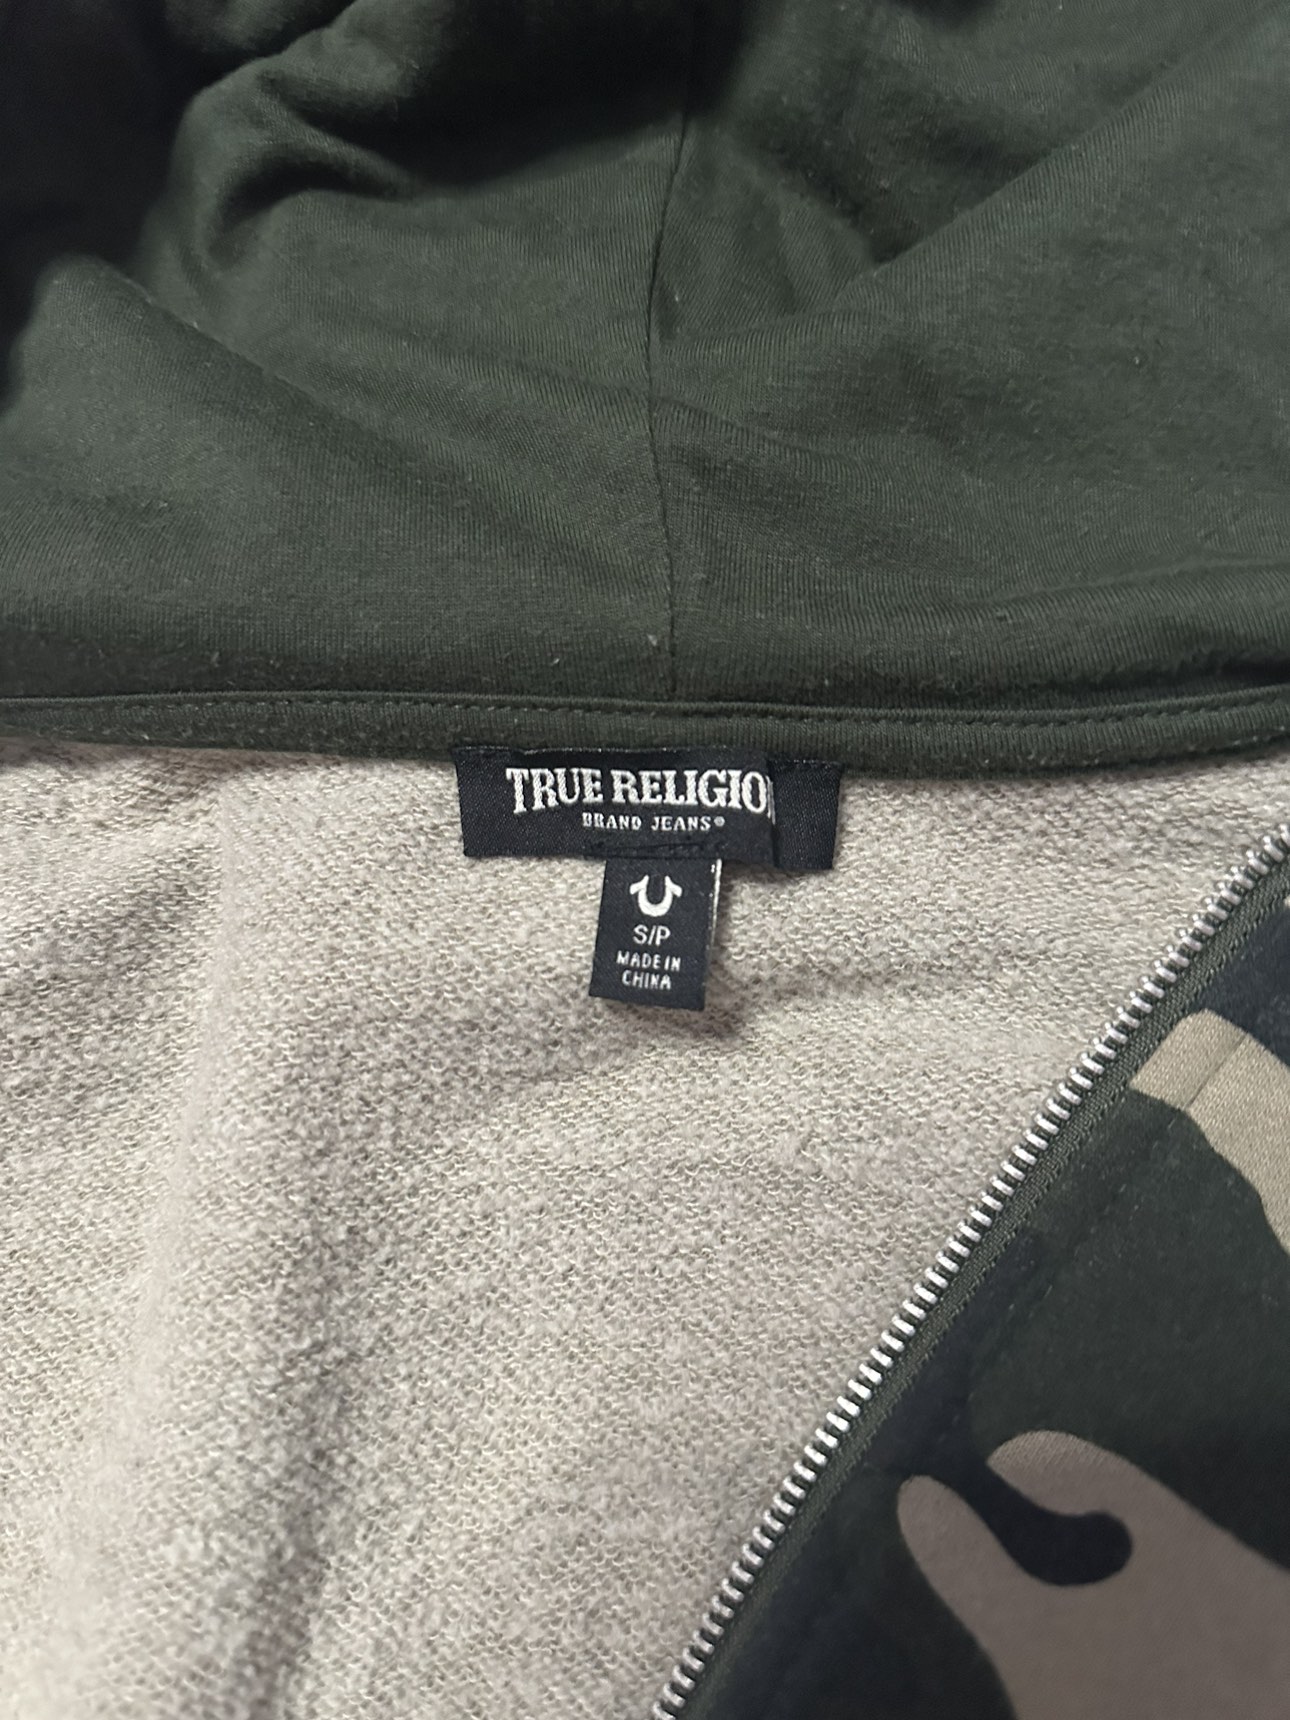 TRUE RELIGIO
BRAND JEANS®
S/P
MADE IN
CHINA